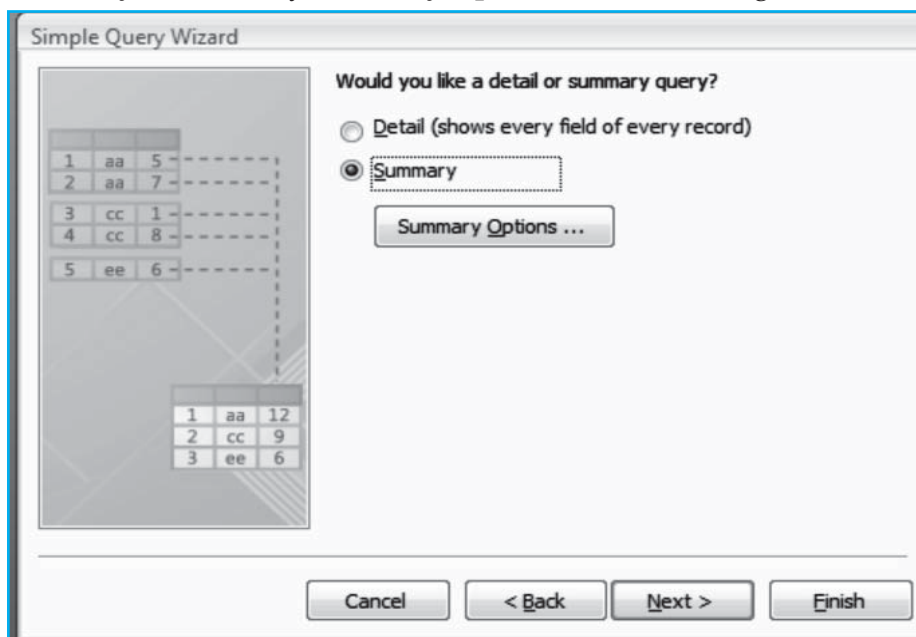 Simple Query Wizard
Would you like a detail or summary query?
Detail (shows every field of every record)
Summary
Summary Options ...
1 aa 5
2 aa 7
3 cc 1
4 cc 8
5 ee 6
1 aa 12
2 cc 9
3 ee 6
Cancel
< Back
Next >
Finish